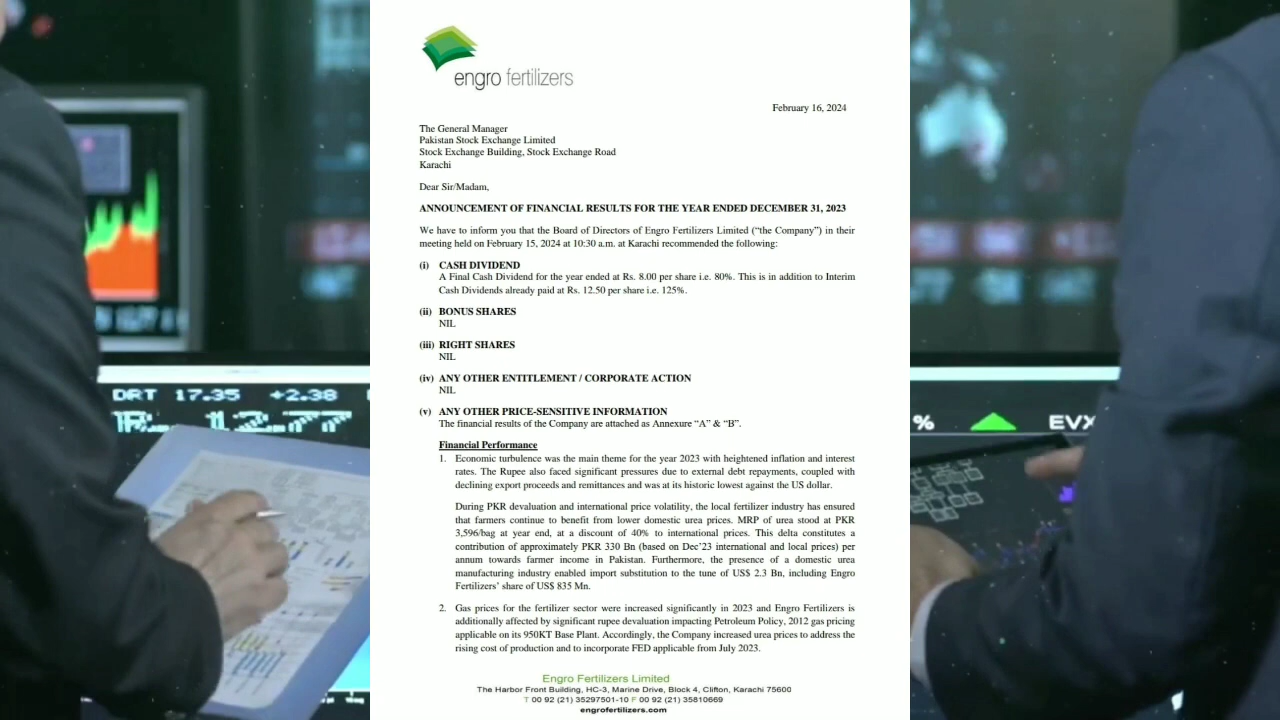 engro fertilizers
February 16, 2024
The General Manager
Pakistan Stock Exchange Limited
Stock Exchange Building, Stock Exchange Road
Karachi
Dear Sir/Madam,
ANNOUNCEMENT OF FINANCIAL RESULTS FOR THE YEAR ENDED DECEMBER 31, 2023
We have to inform you that the Board of Directors of Engro Fertilizers Limited (“the Company”) in their
meeting held on February 15, 2024 at 10:30 a.m. at Karachi recommended the following:
(i) CASH DIVIDEND
A Final Cash Dividend for the year ended at Rs. 8.00 per share i.e. 80%. This is in addition to Interim
Cash Dividends already paid at Rs. 12.50 per share i.e. 125%.
(ii) BONUS SHARES
NIL
(iii) RIGHT SHARES
NIL
(iv) ANY OTHER ENTITLEMENT / CORPORATE ACTION
NIL
(v) ANY OTHER PRICE-SENSITIVE INFORMATION
The financial results of the Company are attached as Annexure “A” & “B”.
Financial Performance
1. Economic turbulence was the main theme for the year 2023 with heightened inflation and interest
rates. The Rupee also faced significant pressures due to external debt repayments, coupled with
declining export proceeds and remittances and was at its historic lowest against the US dollar.
During PKR devaluation and international price volatility, the local fertilizer industry has ensured
that farmers continue to benefit from lower domestic urea prices. MRP of urea stood at PKR
3,596/bag at year end, at a discount of 40% to international prices. This delta constitutes a
contribution of approximately PKR 330 Bn (based on Dec’23 international and local prices) per
annum towards farmer income in Pakistan. Furthermore, the presence of a domestic urea
manufacturing industry enabled import substitution to the tune of US$ 2.3 Bn, including Engro
Fertilizers’ share of US$ 835 Mn.
2. Gas prices for the fertilizer sector were increased significantly in 2023 and Engro Fertilizers is
additionally affected by significant rupee devaluation impacting Petroleum Policy, 2012 gas pricing
applicable on its 950KT Base Plant. Accordingly, the Company increased urea prices to address the
rising cost of production and to incorporate FED applicable from July 2023.
Engro Fertilizers Limited
The Harbor Front Building, HC-3, Marine Drive, Block 4, Clifton, Karachi 75600
T 00 92 (21) 35297501-10 F 00 92 (21) 35810669
engrofertilizers.com
DRT 17.35 +2.38
12.77
% EVX